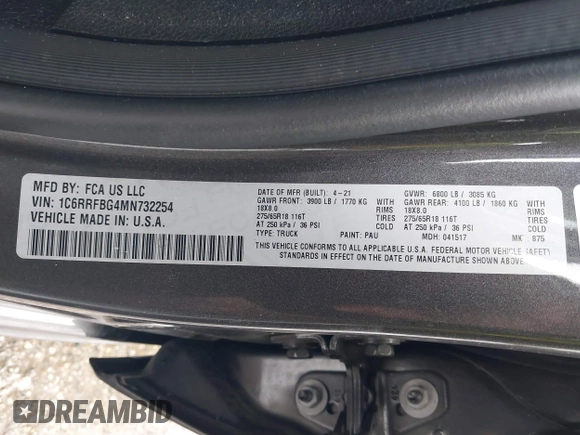 MFD BY: FCA US LLC
VIN: 1C6RRFBG4MN732254
VEHICLE MADE IN U.S.A.
DATE OF MFR (BUILT): 4-21
GAWR FRONT: 3900 LB / 1770 KG
18X8.0
275/65R18 116T
AT 250 kPa / 36 PSI
TYPE: TRUCK
GVWR: 6800 LB / 3085 KG
GAWR REAR: 4100 LB / 1860 KG
RIMS 18X8.0
TIRES 275/65R18 116T
COLD AT 250 kPa / 36 PSI
RIMS
TIRES
COLD
PAINT: PAU
MDH: 041517
MK: 875
THIS VEHICLE CONFORMS TO ALL APPLICABLE U.S.A. FEDERAL MOTOR VEHICLE SAFETY
STANDARDS IN EFFECT ON THE DATE OF MANUFACTURE SHOWN ABOVE.
DREAMBID